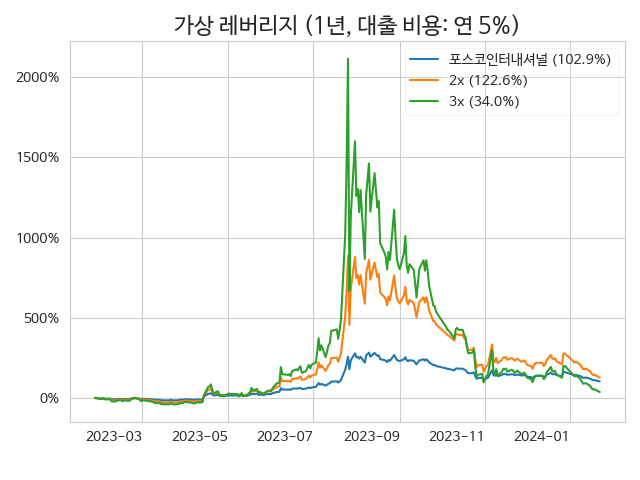 가상 레버리지 (1년, 대출 비용: 연 5%)
포스코인터내셔널 (102.9%)
2x (122.6%)
3x (34.0%)
2000%
1500%
1000%
500%
0%
2023-03 2023-05 2023-07 2023-09 2023-11 2024-01